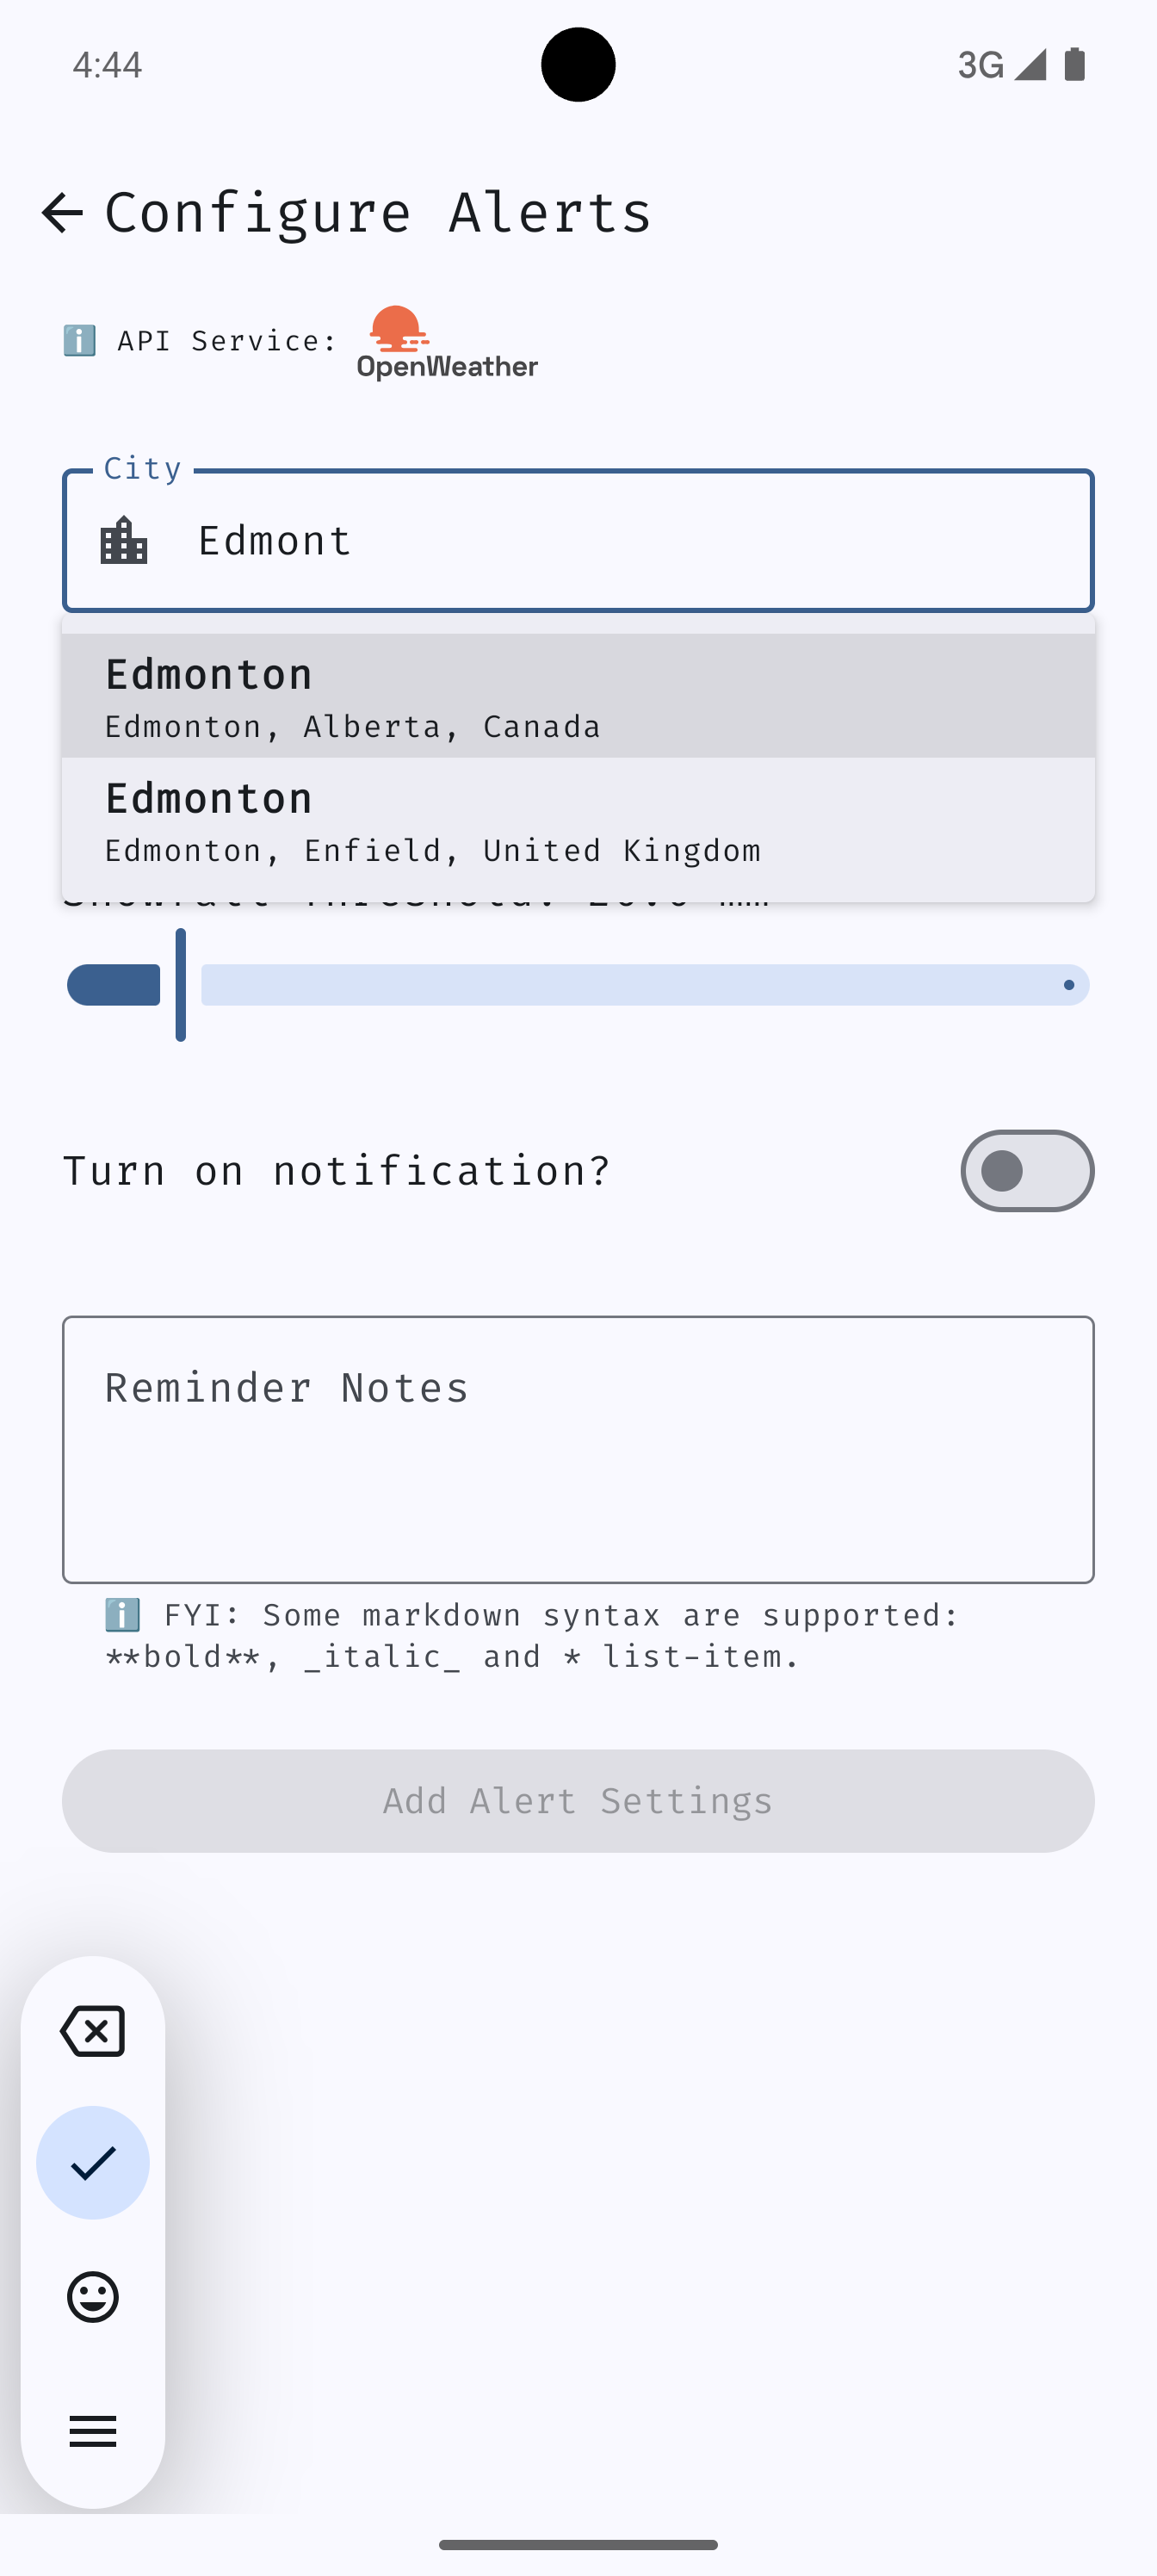 4:44
3G
Configure Alerts
ℹ️ API Service:
OpenWeather
City
Edmont
Edmonton
Edmonton, Alberta, Canada
Edmonton
Edmonton, Enfield, United Kingdom
Turn on notification?
Reminder Notes
ℹ️ FYI: Some markdown syntax are supported:
**bold**, _italic_ and * list-item.
Add Alert Settings